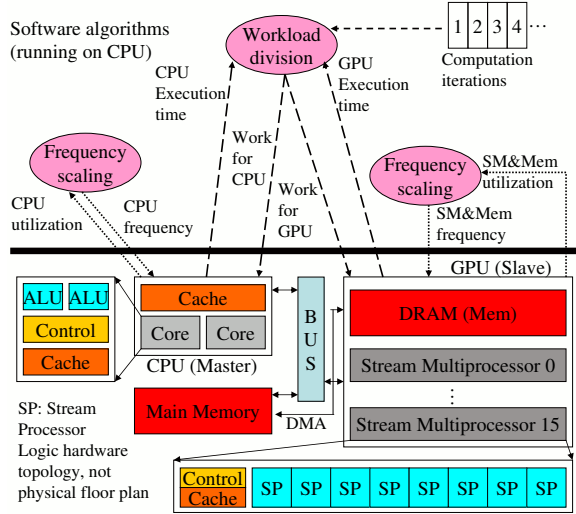 Software algorithms
(running on CPU)
Workload
division
1 2 3 4 ...
Computation
iterations
CPU
Execution
time
GPU
Execution
time
Frequency
scaling
Work
for
CPU
Work
for
GPU
Frequency
scaling
SM&Mem
utilization
CPU
utilization
CPU
frequency
SM&Mem
frequency
GPU (Slave)
ALU ALU
Control
Cache
Cache
Core Core
CPU (Master)
B
U
S
DRAM (Mem)
Stream Multiprocessor 0
...
Stream Multiprocessor 15
Main Memory
DMA
SP: Stream
Processor
Logic hardware
topology, not
physical floor plan
Control
Cache
SP SP SP SP SP SP SP SP